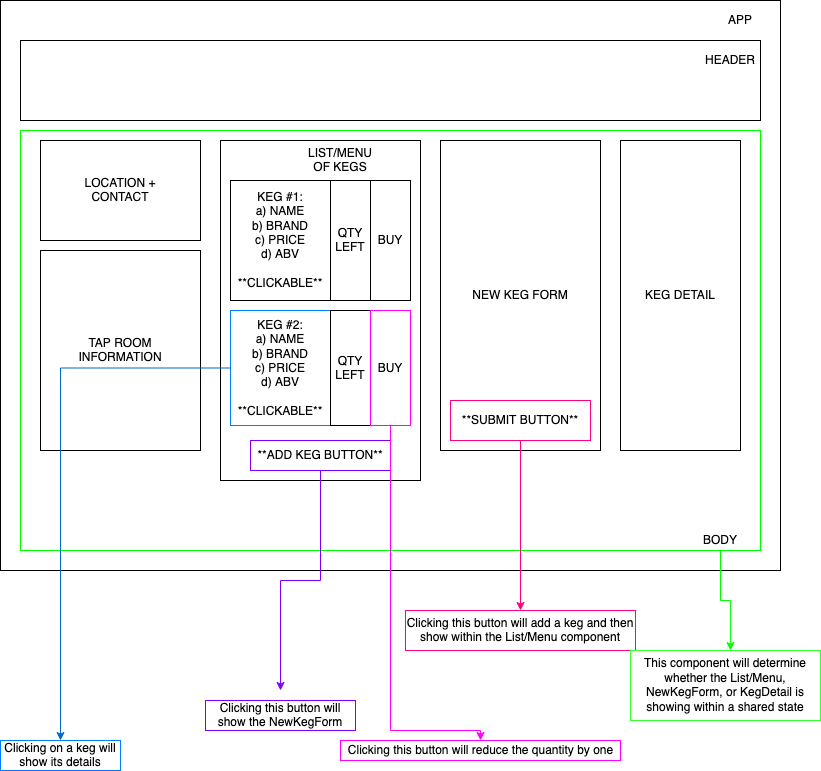 APP
HEADER
LOCATION +
CONTACT
TAP ROOM
INFORMATION
LIST/MENU
OF KEGS
KEG #1:
a) NAME
b) BRAND
c) PRICE
d) ABV
**CLICKABLE**
QTY
LEFT
BUY
KEG #2:
a) NAME
b) BRAND
c) PRICE
d) ABV
**CLICKABLE**
QTY
LEFT
BUY
**ADD KEG BUTTON**
NEW KEG FORM
**SUBMIT BUTTON**
KEG DETAIL
BODY
Clicking this button will add a keg and then
show within the List/Menu component
This component will determine
whether the List/Menu,
NewKegForm, or KegDetail is
showing within a shared state
Clicking this button will
show the NewKegForm
Clicking on a keg will
show its details
Clicking this button will reduce the quantity by one